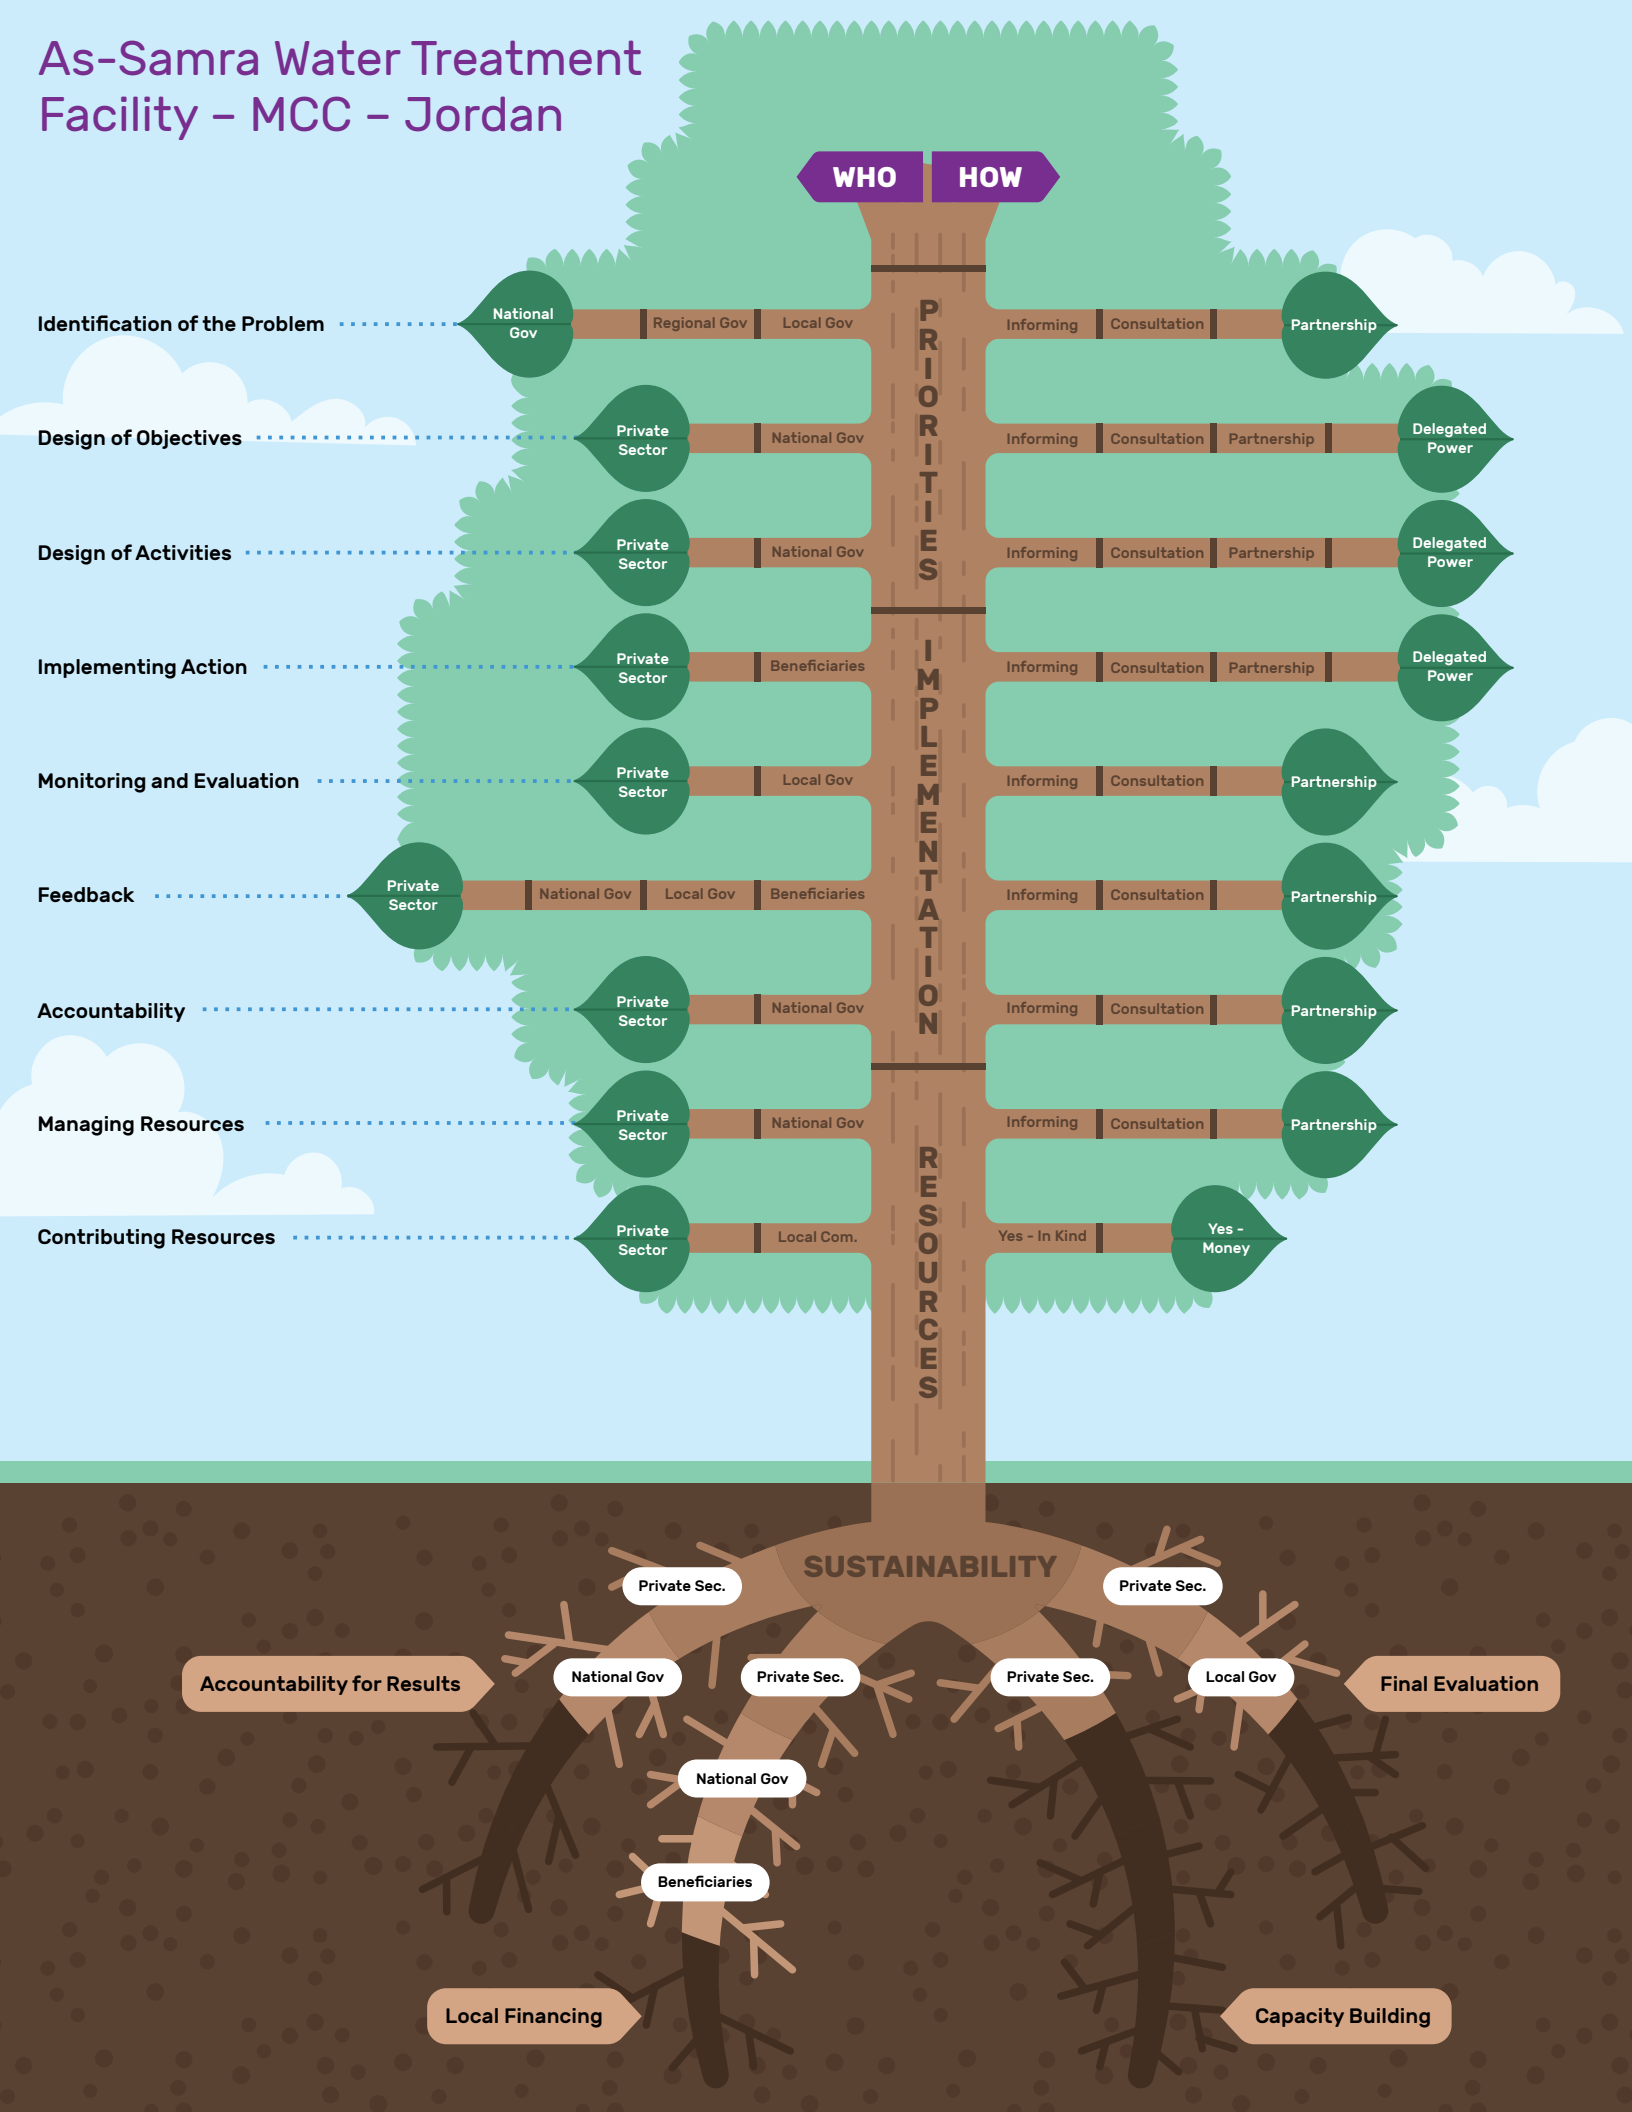 As-Samra Water Treatment
Facility – MCC – Jordan
WHO HOW
PRIORITIES
Identification of the Problem National Gov Regional Gov Local Gov Informing Consultation Partnership
Design of Objectives Private Sector National Gov Informing Consultation Partnership Delegated Power
Design of Activities Private Sector National Gov Informing Consultation Partnership Delegated Power
IMPLEMENTATION
Implementing Action Private Sector Beneficiaries Informing Consultation Partnership Delegated Power
Monitoring and Evaluation Private Sector Local Gov Informing Consultation Partnership
Feedback Private Sector National Gov Local Gov Beneficiaries Informing Consultation Partnership
Accountability Private Sector National Gov Informing Consultation Partnership
RESOURCES
Managing Resources Private Sector National Gov Informing Consultation Partnership
Contributing Resources Private Sector Local Com. Yes - In Kind Yes - Money
SUSTAINABILITY
Private Sec. Private Sec.
Accountability for Results National Gov Private Sec. Private Sec. Local Gov Final Evaluation
National Gov
Beneficiaries
Local Financing Capacity Building